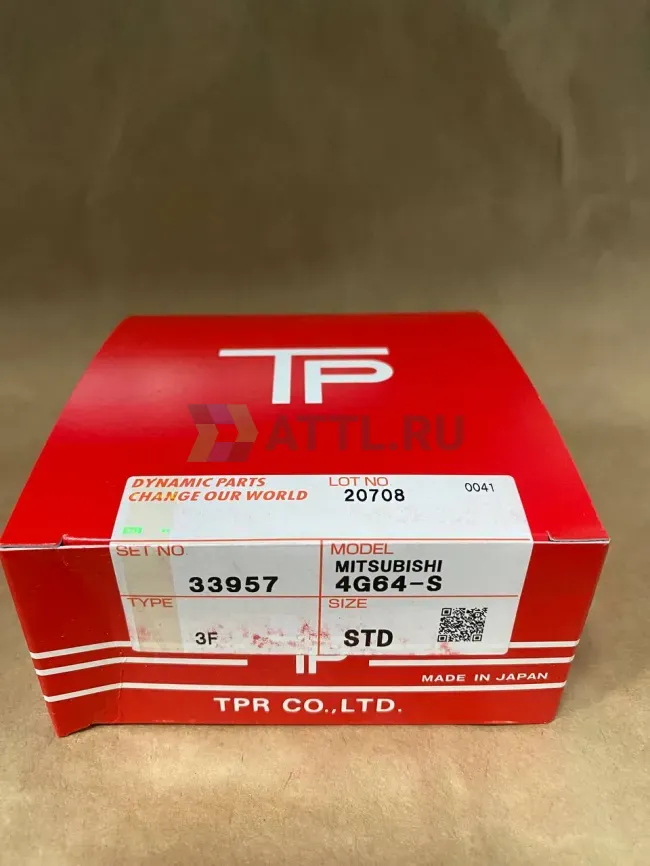 TP
ATTL.RU
DYNAMIC PARTS
CHANGE OUR WORLD
LOT NO
20708
0041
SET NO
33957
MODEL
MITSUBISHI
4G64-S
TYPE
3F
SIZE
STD
TP
MADE IN JAPAN
TPR CO.,LTD.